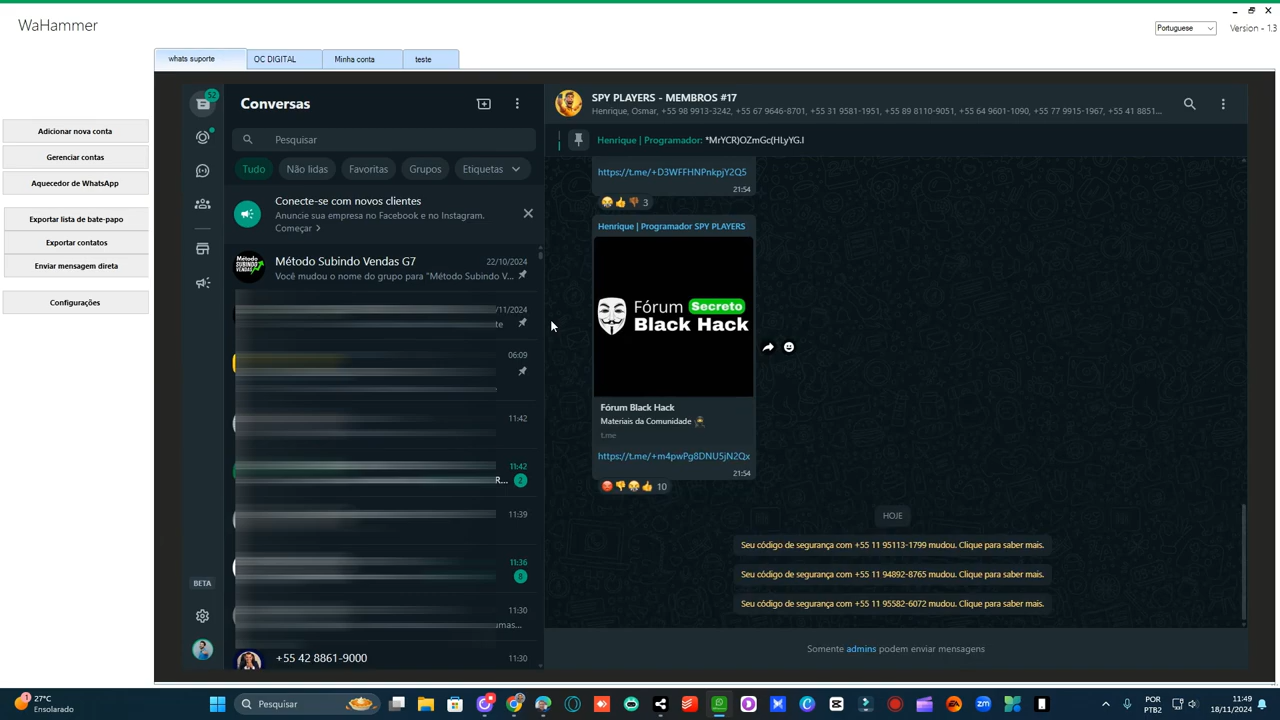 WaHammer
Portuguese
Version - 1.3
whats suporte
OC DIGITAL
Minha conta
teste
Adicionar nova conta
Gerenciar contas
Aquecedor de WhatsApp
Exportar lista de bate-papo
Exportar contatos
Enviar mensagem direta
Configurações
52
Conversas
Pesquisar
Tudo
Não lidas
Favoritas
Grupos
Etiquetas
Conecte-se com novos clientes
Anuncie sua empresa no Facebook e no Instagram.
Começar >
MÉTODO
SUBINDO
VENDAS
Método Subindo Vendas G7
22/10/2024
Você mudou o nome do grupo para "Método Subindo V...
/11/2024
te
06:09
11:42
11:42
R...
2
11:39
11:36
8
11:30
mas...
+55 42 8861-9000
11:30
BETA
SPY PLAYERS - MEMBROS #17
Henrique, Osmar, +55 98 9913-3242, +55 67 9646-8701, +55 31 9581-1951, +55 89 8110-9051, +55 64 9601-1090, +55 77 9915-1967, +55 41 8851...
Henrique | Programador: *MrYCR)OZmGc(HLyYG.I
https://t.me/+D3WFFHNPnkpjY2Q5
21:54
3
Henrique | Programador SPY PLAYERS
Fórum Secreto
Black Hack
Fórum Black Hack
Materiais da Comunidade
t.me
https://t.me/+m4pwPg8DNU5jN2Qx
21:54
10
HOJE
Seu código de segurança com +55 11 95113-1799 mudou. Clique para saber mais.
Seu código de segurança com +55 11 94892-8765 mudou. Clique para saber mais.
Seu código de segurança com +55 11 95582-6072 mudou. Clique para saber mais.
Somente admins podem enviar mensagens
1
27°C
Ensolarado
Pesquisar
zm
POR
PTB2
11:49
18/11/2024